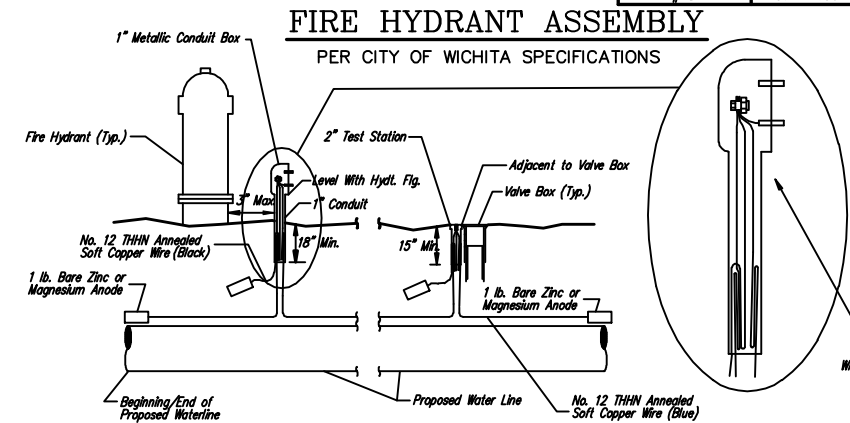 FIRE HYDRANT ASSEMBLY
PER CITY OF WICHITA SPECIFICATIONS
1" Metallic Conduit Box
Fire Hydrant (Typ.)
2" Test Station
Adjacent to Valve Box
Level With Hydt. Flg.
Valve Box (Typ.)
3" Max
1" Conduit
No. 12 THHN Annealed
Soft Copper Wire (Black)
18" Min.
15" Min.
1 lb. Bare Zinc or
Magnesium Anode
1 lb. Bare Zinc or
Magnesium Anode
Beginning/End of
Proposed Waterline
Proposed Water Line
No. 12 THHN Annealed
Soft Copper Wire (Blue)